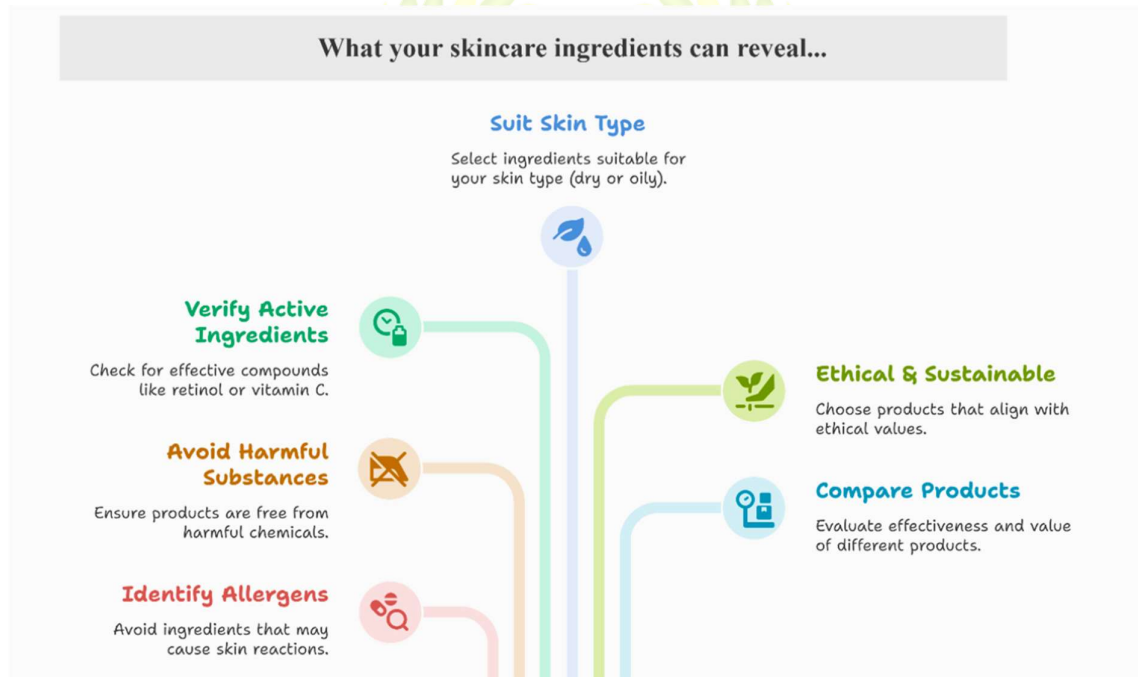 What your skincare ingredients can reveal...
Suit Skin Type
Select ingredients suitable for
your skin type (dry or oily).
Verify Active
Ingredients
Check for effective compounds
like retinol or vitamin C.
Avoid Harmful
Substances
Ensure products are free from
harmful chemicals.
Identify Allergens
Avoid ingredients that may
cause skin reactions.
Ethical & Sustainable
Choose products that align with
ethical values.
Compare Products
Evaluate effectiveness and value
of different products.